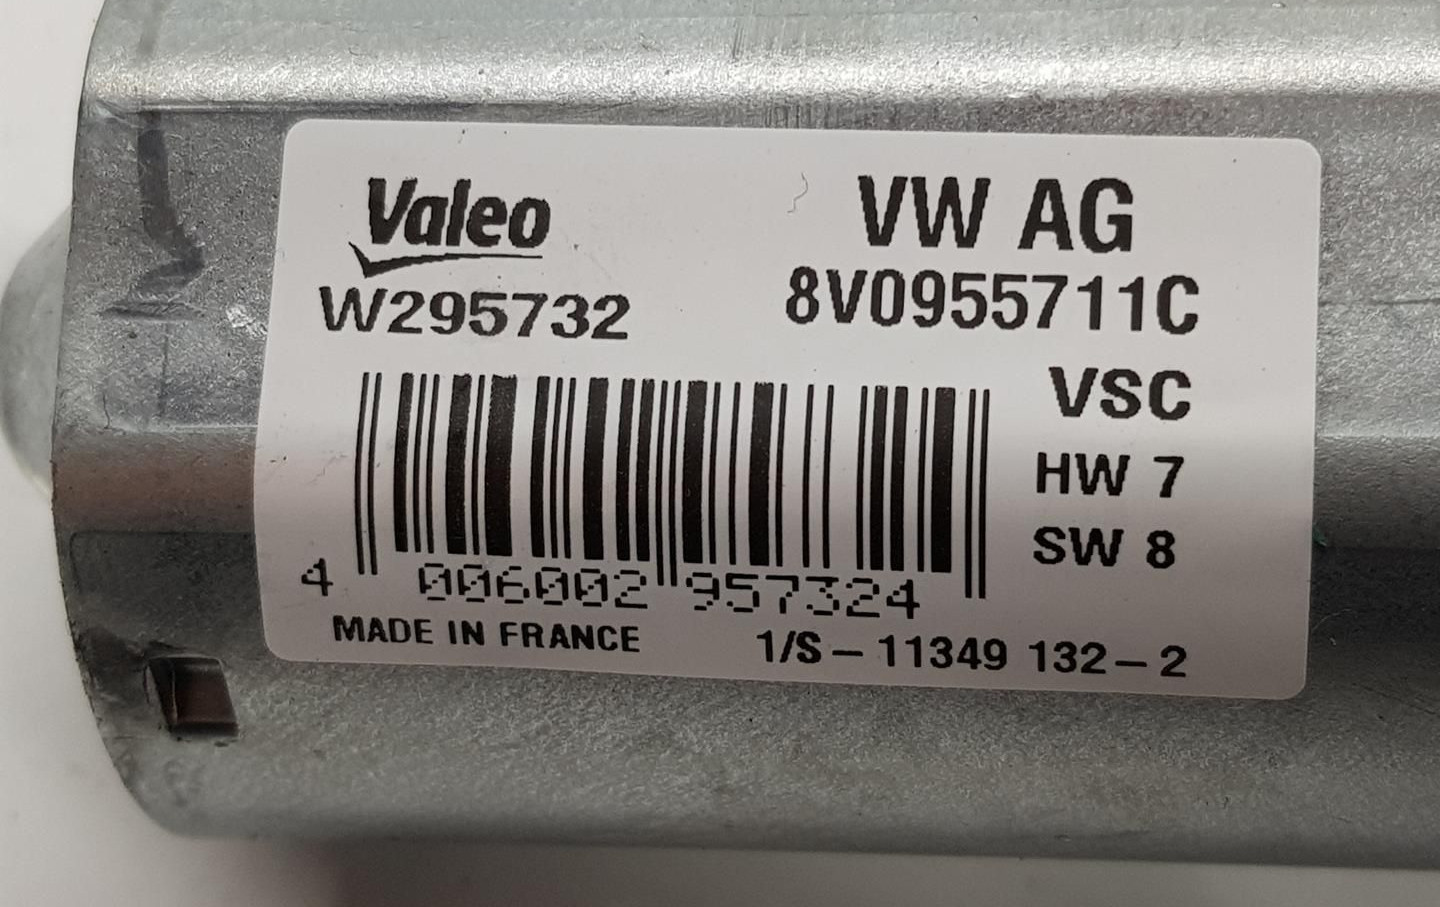 Valeo
W295732
VW AG
8V0955711C
VSC
HW 7
SW 8
4 006002 957324
MADE IN FRANCE
1/S – 11349 132 – 2